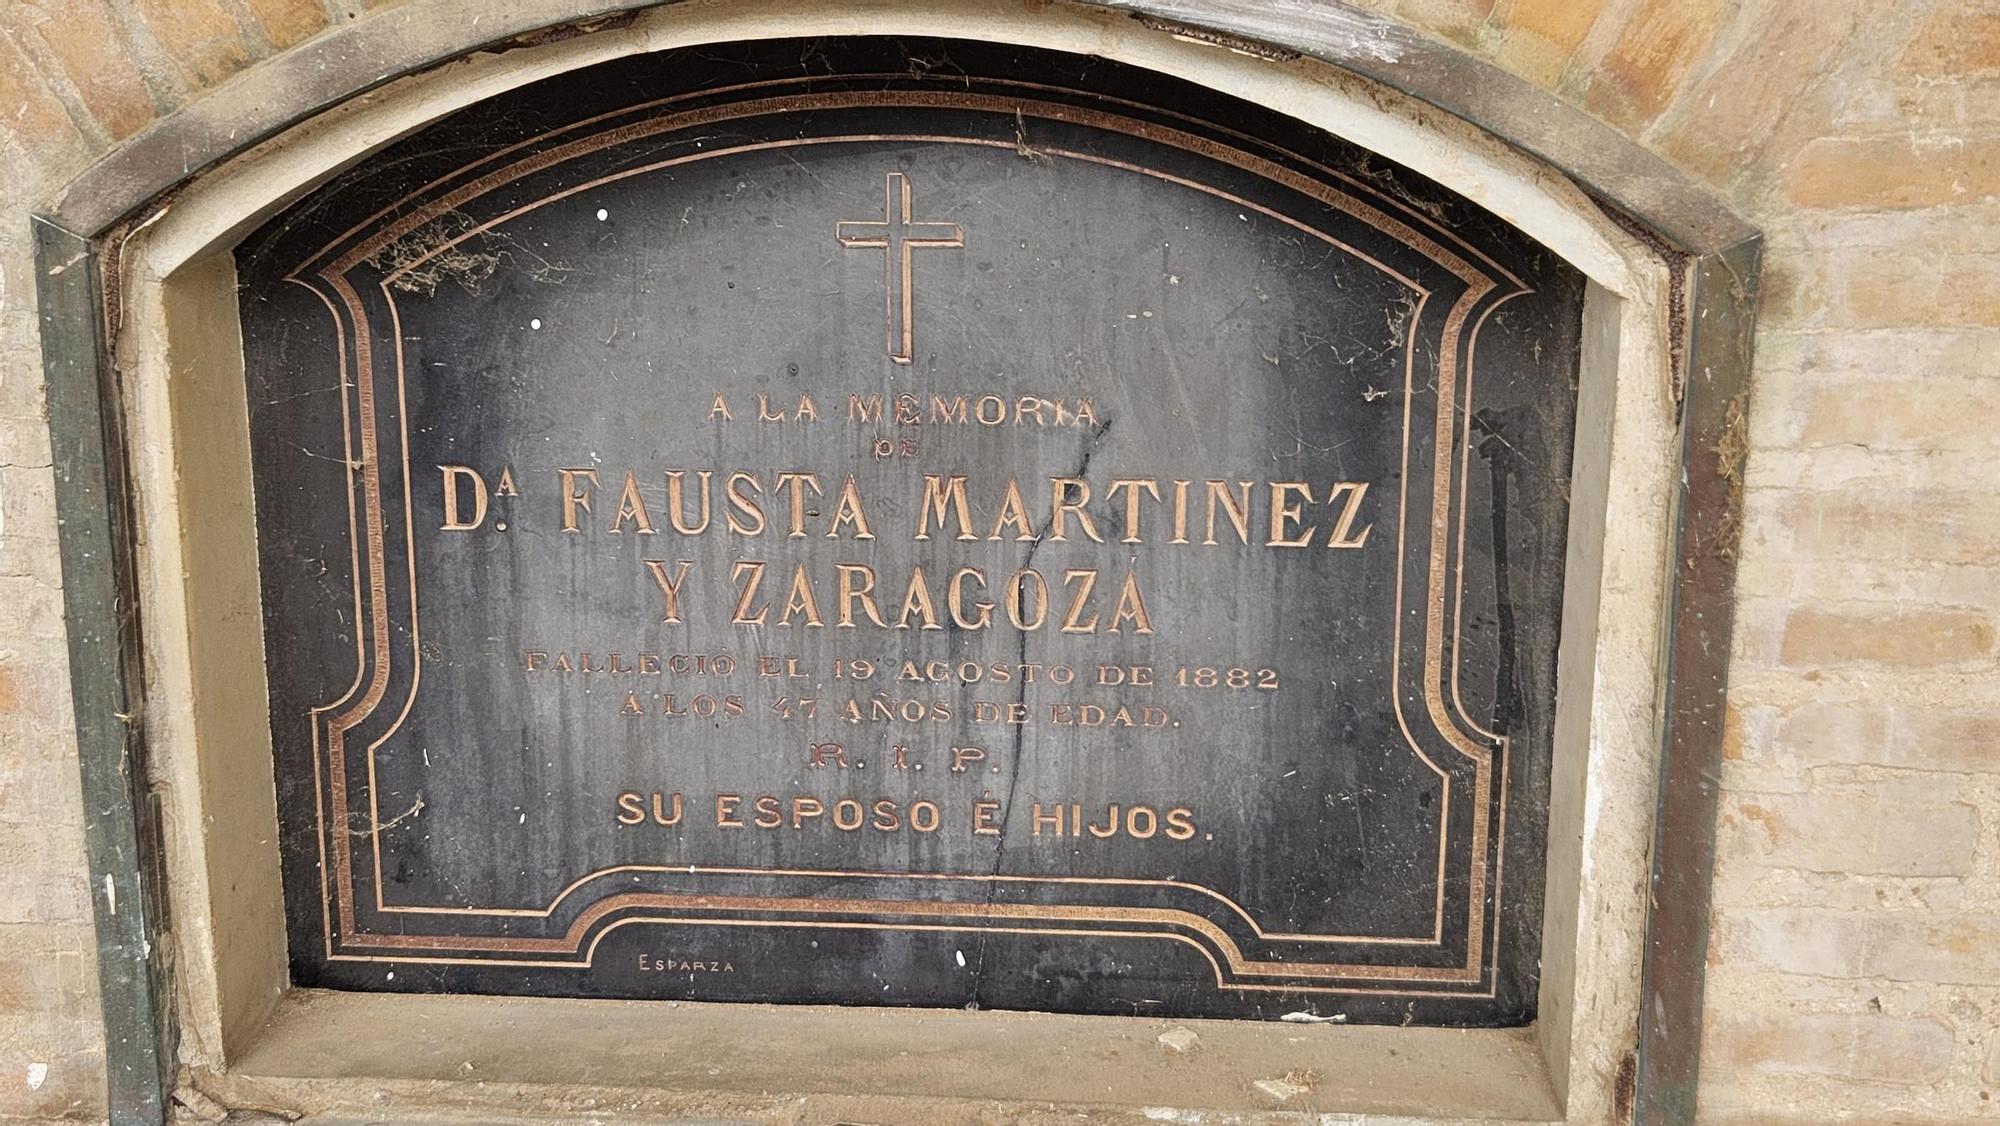 A LA MEMORIA
DE
Dᴬ. FAUSTA MARTINEZ
Y ZARAGOZÁ
FALLECIÓ EL 19 AGOSTO DE 1882
A LOS 47 AÑOS DE EDAD.
R. I. P.
SU ESPOSO É HIJOS.
ESPARZA